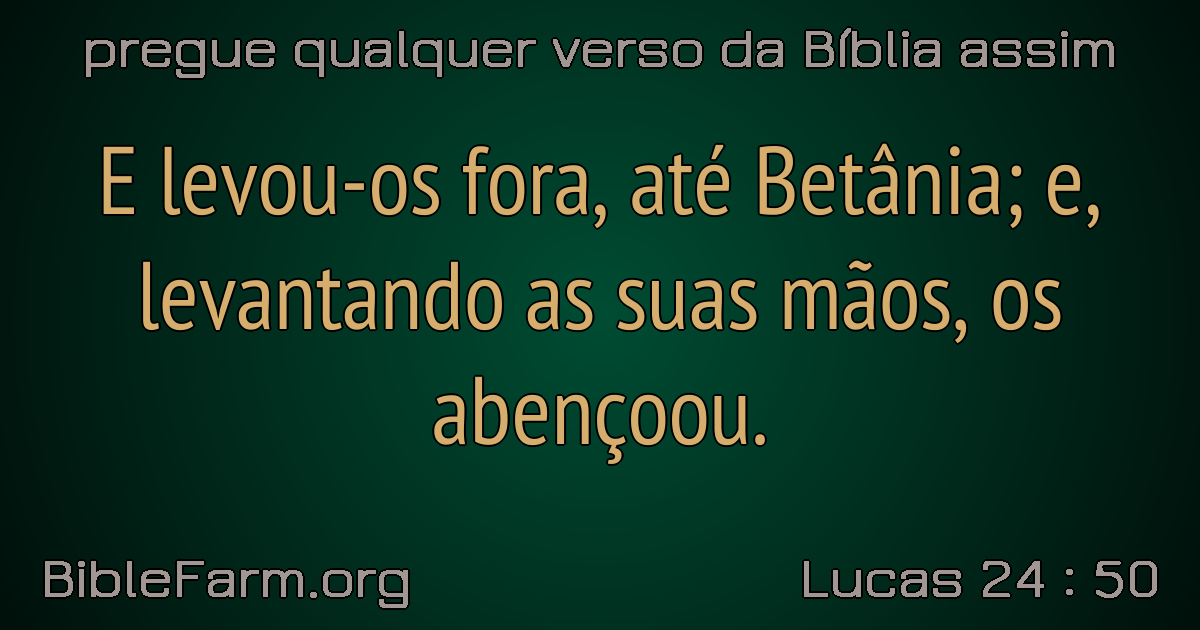 pregue qualquer verso da Bíblia assim
E levou-os fora, até Betânia; e,
levantando as suas mãos, os
abençoou.
BibleFarm.org
Lucas 24 : 50